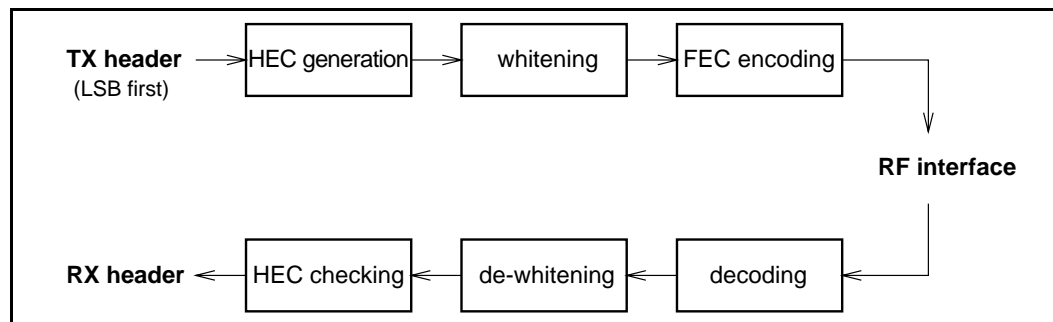 TX header
(LSB first)
HEC generation
whitening
FEC encoding
RF interface
RX header
HEC checking
de-whitening
decoding